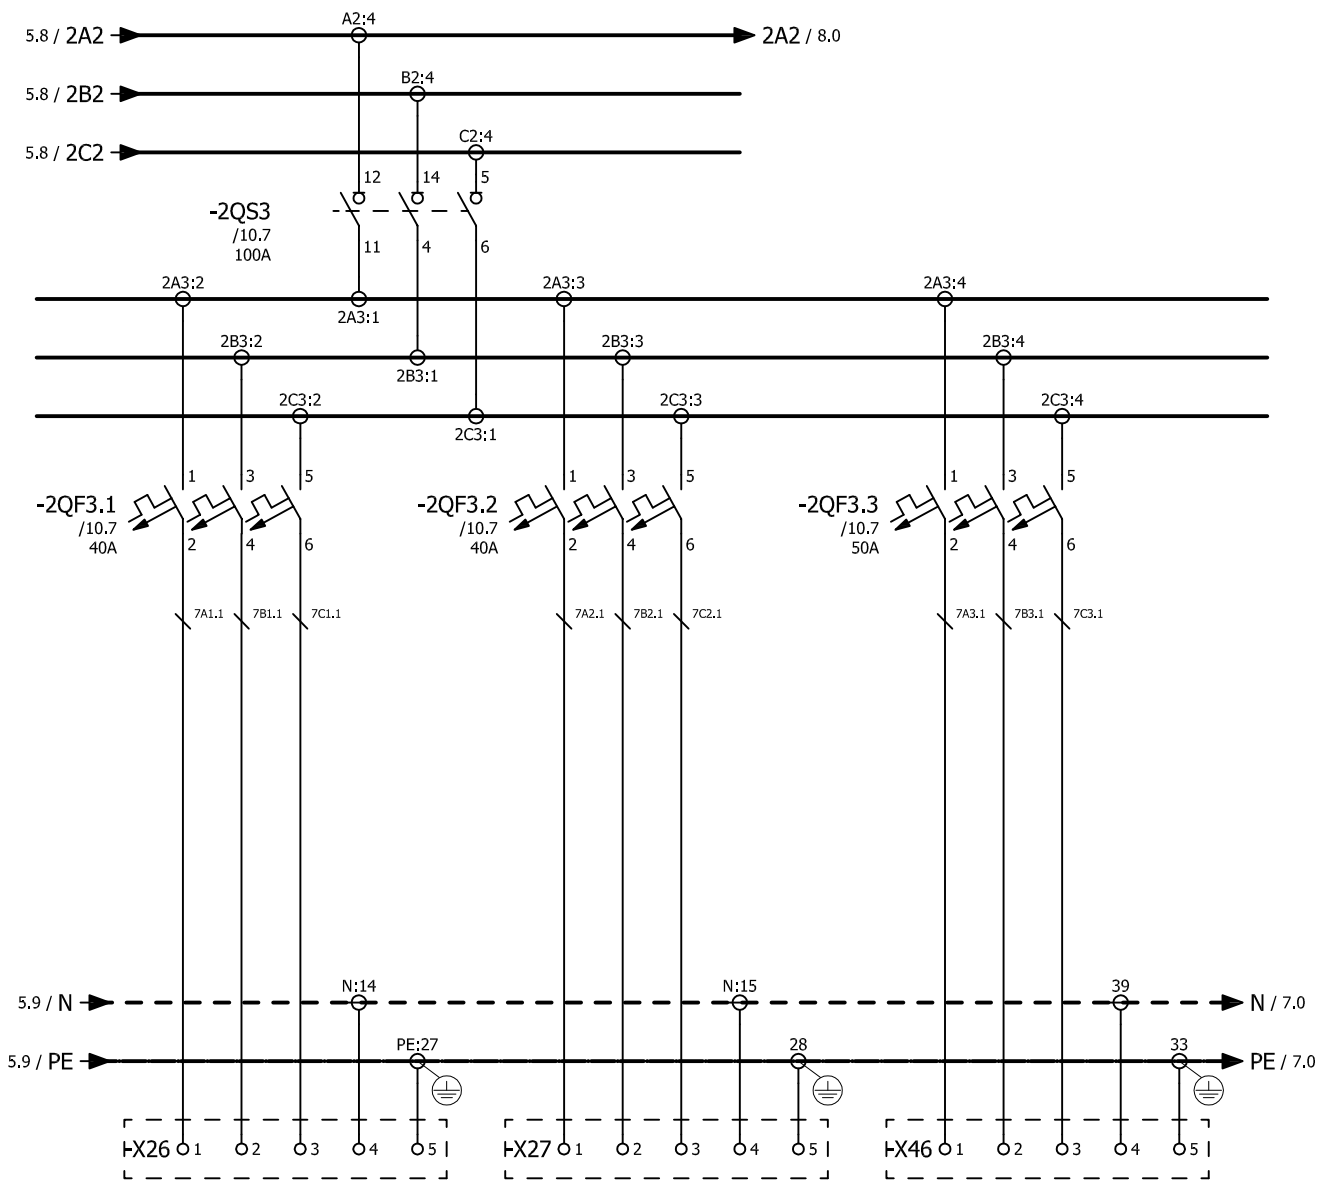 A2:4
5.8 / 2A2
2A2 / 8.0
B2:4
5.8 / 2B2
C2:4
5.8 / 2C2
12 14 5
-2QS3
/10.7
100A
11 4 6
2A3:2 2A3:3 2A3:4
2A3:1
2B3:2 2B3:3 2B3:4
2B3:1
2C3:2 2C3:3 2C3:4
2C3:1
1 3 5 1 3 5 1 3 5
-2QF3.1 -2QF3.2 -2QF3.3
/10.7 /10.7 /10.7
40A 40A 50A
2 4 6 2 4 6 2 4 6
7A1.1 7B1.1 7C1.1 7A2.1 7B2.1 7C2.1 7A3.1 7B3.1 7C3.1
N:14 N:15 39
5.9 / N N / 7.0
PE:27 28 33
5.9 / PE PE / 7.0
-X26 1 2 3 4 5 -X27 1 2 3 4 5 -X46 1 2 3 4 5